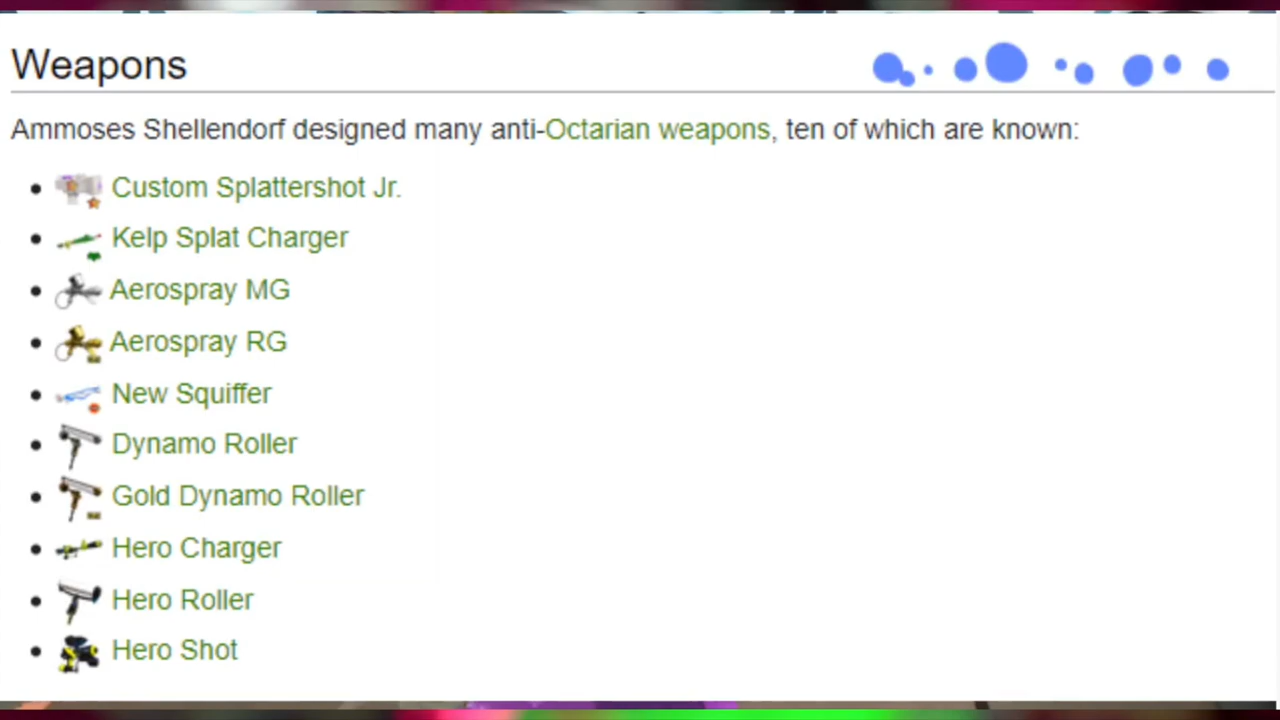 Weapons
Ammoses Shellendorf designed many anti-Octarian weapons, ten of which are known:
Custom Splattershot Jr.
Kelp Splat Charger
Aerospray MG
Aerospray RG
New Squiffer
Dynamo Roller
Gold Dynamo Roller
Hero Charger
Hero Roller
Hero Shot